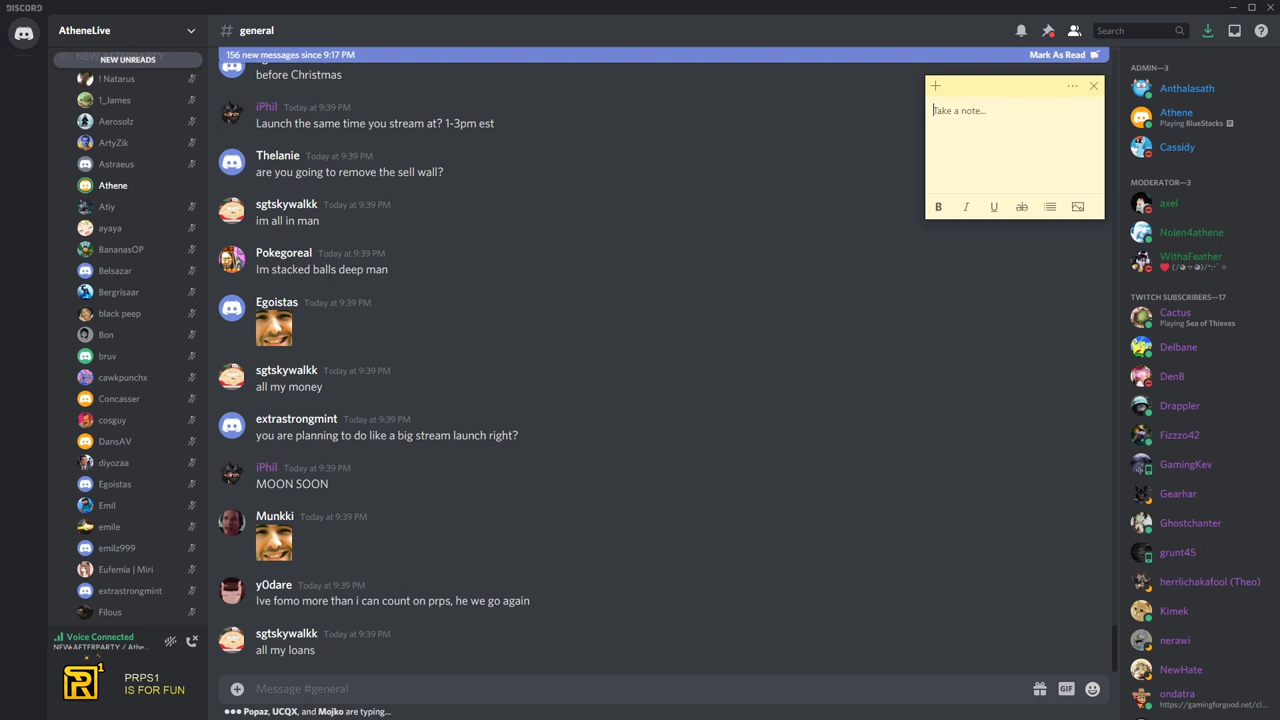 DISCORD
AtheneLive
NEW UNREADS
! Natarus
1_James
Aerosolz
ArtyZik
Astraeus
Athene
Atiy
ayaya
BananasOP
Belsazar
Bergrisaar
black peep
Bon
bruv
cawkpunchx
Concasser
cosguy
DansAV
diyozaa
Egoistas
Emil
emile
emilz999
Eufemia | Miri
extrastrongmint
Filous
Voice Connected
NEW AFTERPARTY / Athe...
PRPS1
IS FOR FUN
# general
Search
156 new messages since 9:17 PM
Mark As Read
before Christmas
iPhil Today at 9:39 PM
Launch the same time you stream at? 1-3pm est
Thelanie Today at 9:39 PM
are you going to remove the sell wall?
sgtskywalkk Today at 9:39 PM
im all in man
Pokegoreal Today at 9:39 PM
Im stacked balls deep man
Egoistas Today at 9:39 PM
sgtskywalkk Today at 9:39 PM
all my money
extrastrongmint Today at 9:39 PM
you are planning to do like a big stream launch right?
iPhil Today at 9:39 PM
MOON SOON
Munkki Today at 9:39 PM
y0dare Today at 9:39 PM
Ive fomo more than i can count on prps, he we go again
sgtskywalkk Today at 9:39 PM
all my loans
Message #general
GIF
Popaz, UCQX, and Mojko are typing...
Take a note...
B I U ab
ADMIN—3
Anthalasath
Athene
Playing BlueStacks
Cassidy
MODERATOR—3
axel
Nolen4athene
WithaFeather
TWITCH SUBSCRIBERS—17
Cactus
Playing Sea of Thieves
Delbane
DenB
Drappler
Fizzzo42
GamingKev
Gearhar
Ghostchanter
grunt45
herrlichakafool (Theo)
Kimek
nerawi
NewHate
ondatra
https://gamingforgood.net/cl...